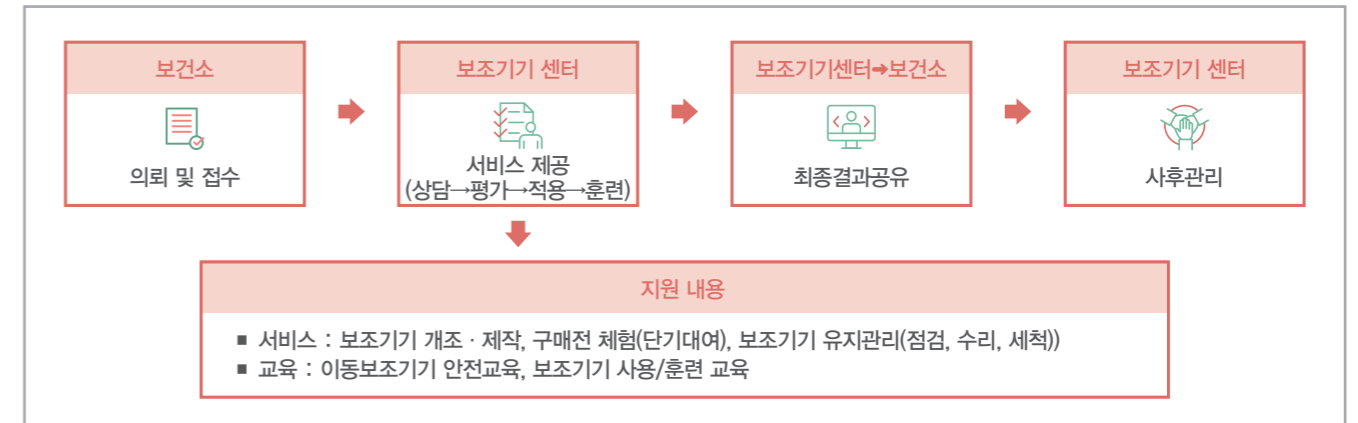 보건소
의뢰 및 접수
보조기기 센터
서비스 제공
(상담→평가→적용→훈련)
보조기기센터➜보건소
최종결과공유
보조기기 센터
사후관리
지원 내용
■ 서비스 : 보조기기 개조 · 제작, 구매전 체험(단기대여), 보조기기 유지관리(점검, 수리, 세척))
■ 교육 : 이동보조기기 안전교육, 보조기기 사용/훈련 교육